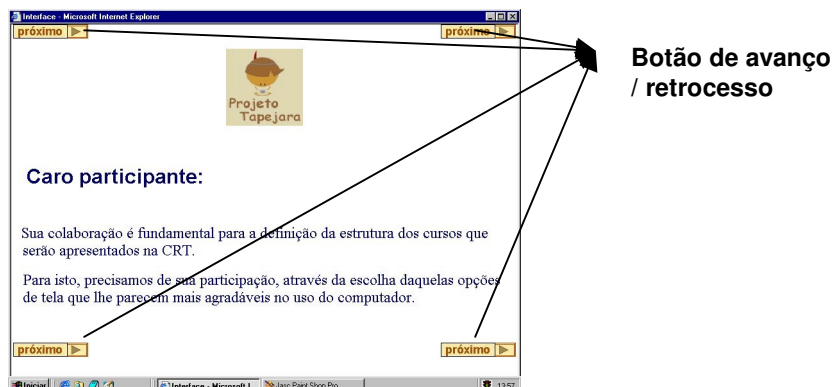 Interface - Microsoft Internet Explorer
próximo
próximo
Botão de avanço
/ retrocesso
Projeto
Tapejara
Caro participante:
Sua colaboração é fundamental para a definição da estrutura dos cursos que
serão apresentados na CRT.
Para isto, precisamos de sua participação, através da escolha daquelas opções
de tela que lhe parecem mais agradáveis no uso do computador.
próximo
próximo
Iniciar
Interface - Microsoft I...
Jasc Paint Shop Pro
13:57